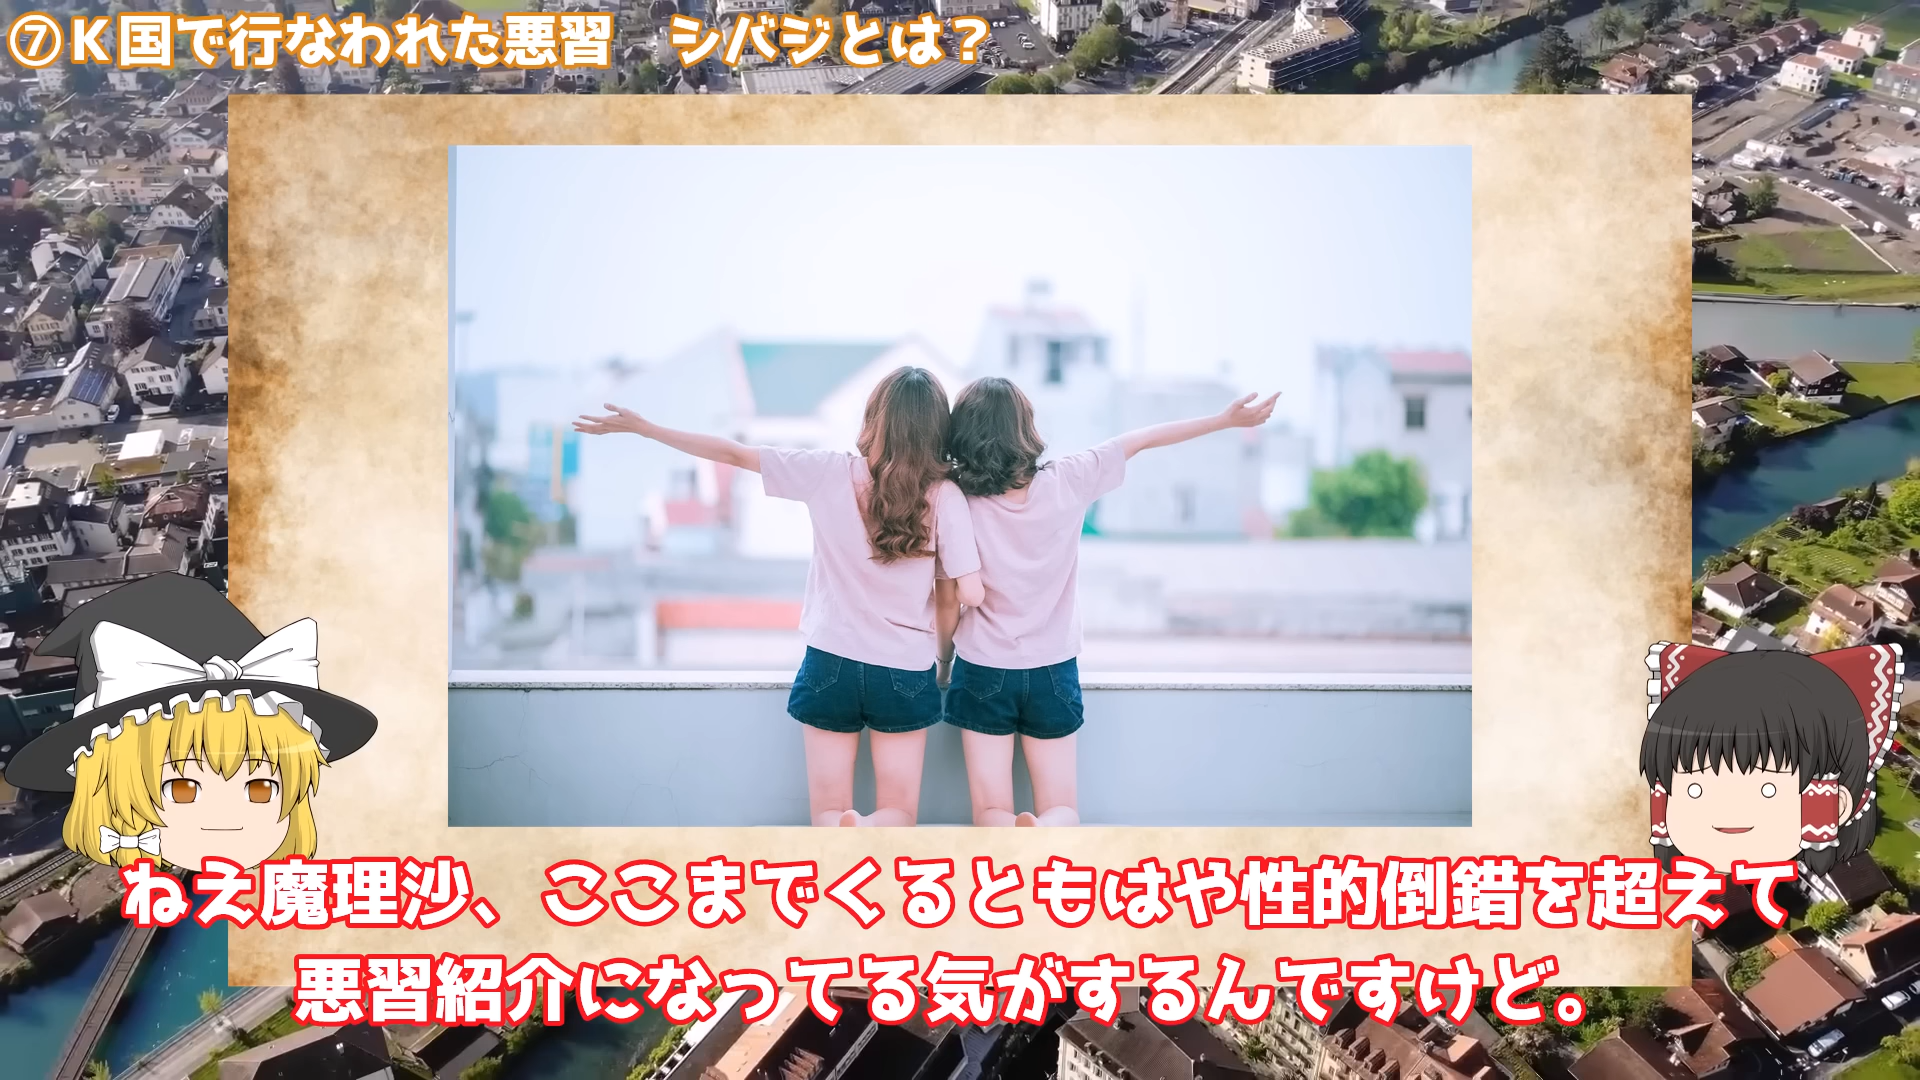 ⑦Ｋ国で行なわれた悪習　シバジとは？
ねえ魔理沙、ここまでくるともはや性的倒錯を超えて
悪習紹介になってる気がするんですけど。